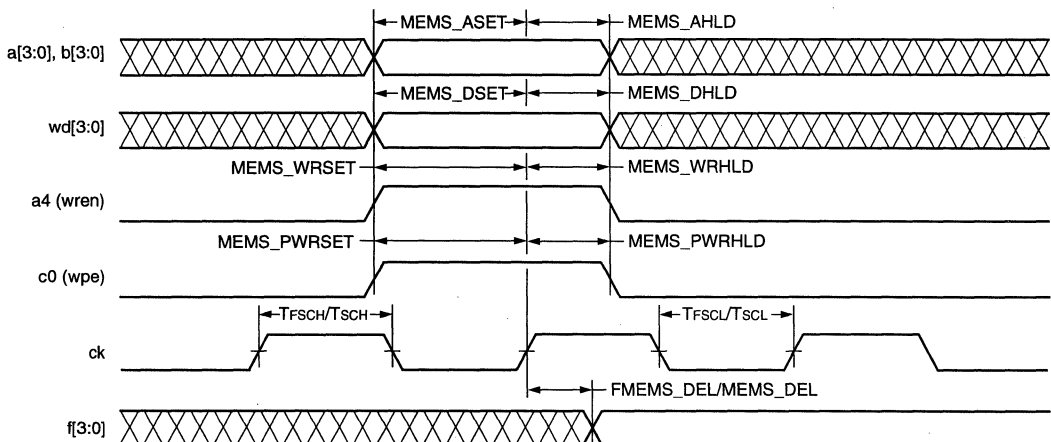 MEMS_ASET MEMS_AHLD
a[3:0], b[3:0]
MEMS_DSET MEMS_DHLD
wd[3:0]
MEMS_WRSET MEMS_WRHLD
a4 (wren)
MEMS_PWRSET MEMS_PWRHLD
c0 (wpe)
TFSCH/TSCH TFSCL/TSCL
ck
FMEMS_DEL/MEMS_DEL
f[3:0]